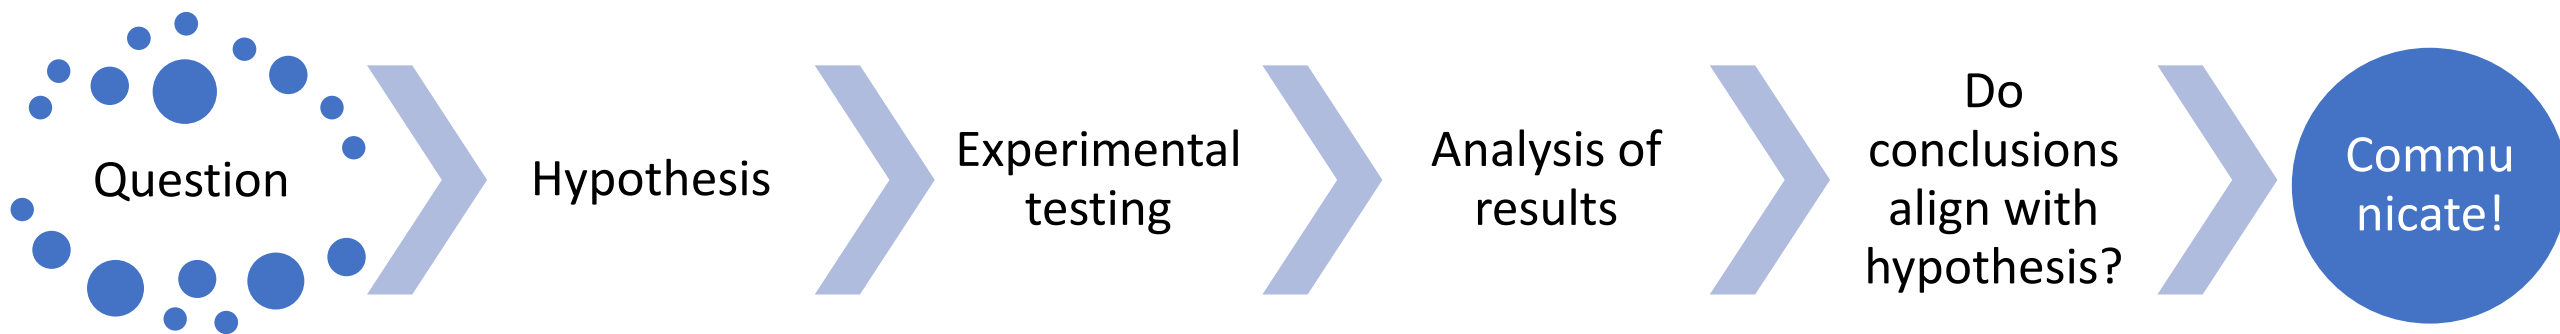 Question
Hypothesis
Experimental
testing
Analysis of
results
Do
conclusions
align with
hypothesis?
Commu
nicate!